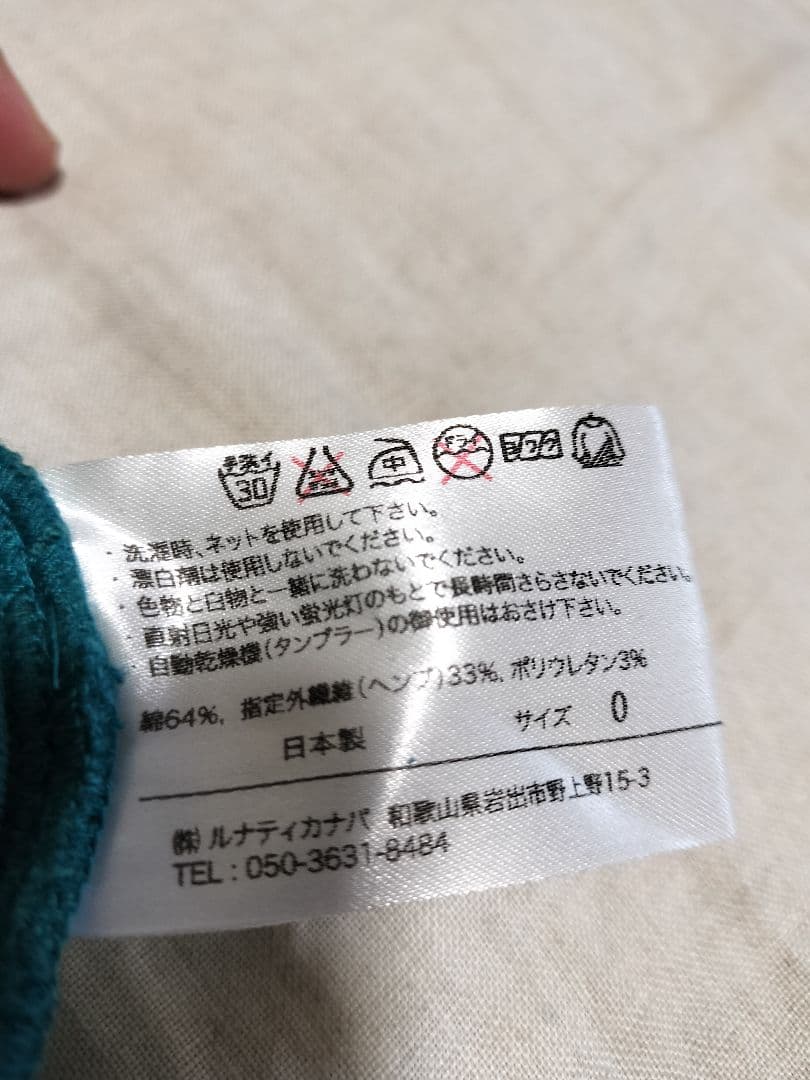 手洗イ 30 エンソ 中 ドライ ヨワク
・洗濯時、ネットを使用して下さい。
・漂白剤は使用しないでください。
・色物と白物と一緒に洗わないでください。
・直射日光や強い蛍光灯のもとで長時間さらさないでください。
・自動乾燥機(タンブラー)の御使用はおさけ下さい。
綿64%, 指定外繊維(ヘンプ)33%, ポリウレタン3%
日本製 サイズ 0
㈱ルナティカナパ 和歌山県岩出市野上野15-3
TEL : 050-3631-8484